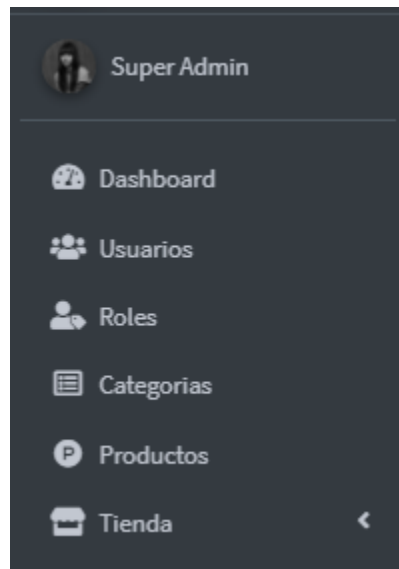 Super Admin
Dashboard
Usuarios
Roles
Categorias
Productos
Tienda